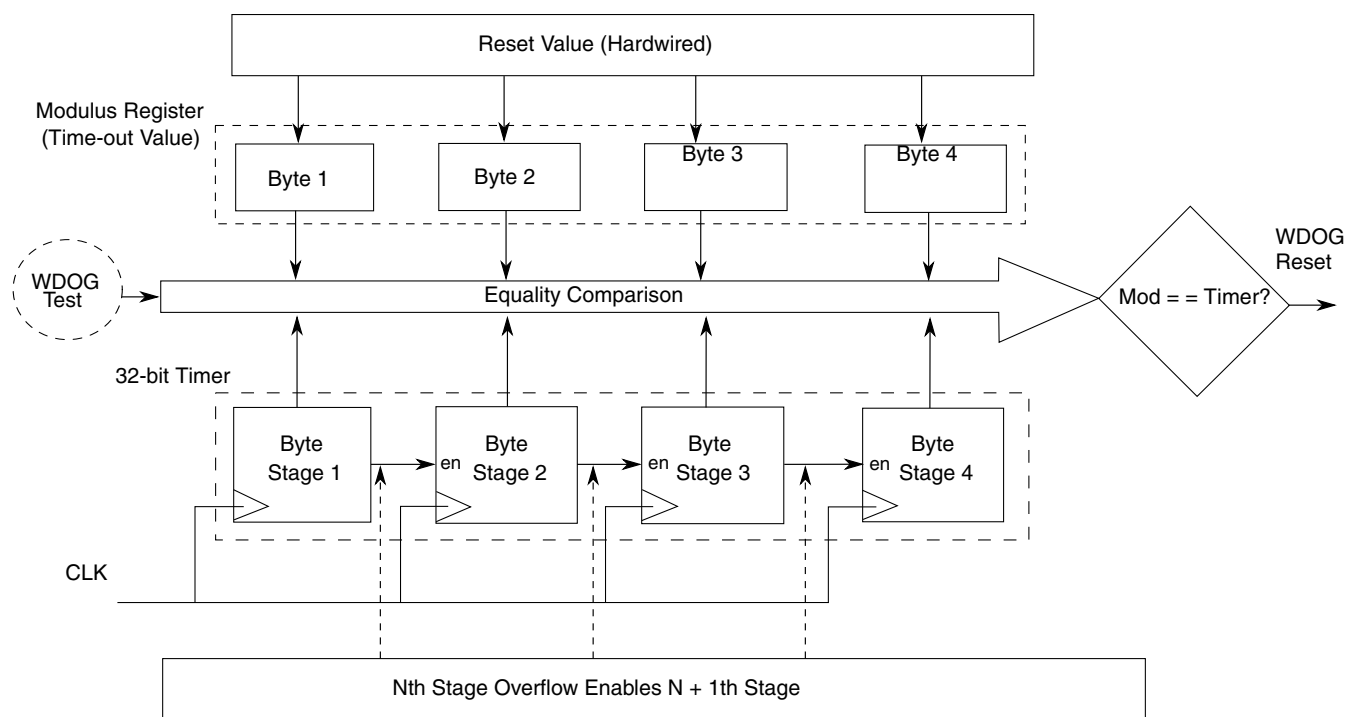 Reset Value (Hardwired)
Modulus Register
(Time-out Value)
Byte 1
Byte 2
Byte 3
Byte 4
WDOG
Test
Equality Comparison
Mod = = Timer?
WDOG
Reset
32-bit Timer
Byte
Stage 1
en
Byte
Stage 2
en
Byte
Stage 3
en
Byte
Stage 4
CLK
Nth Stage Overflow Enables N + 1th Stage